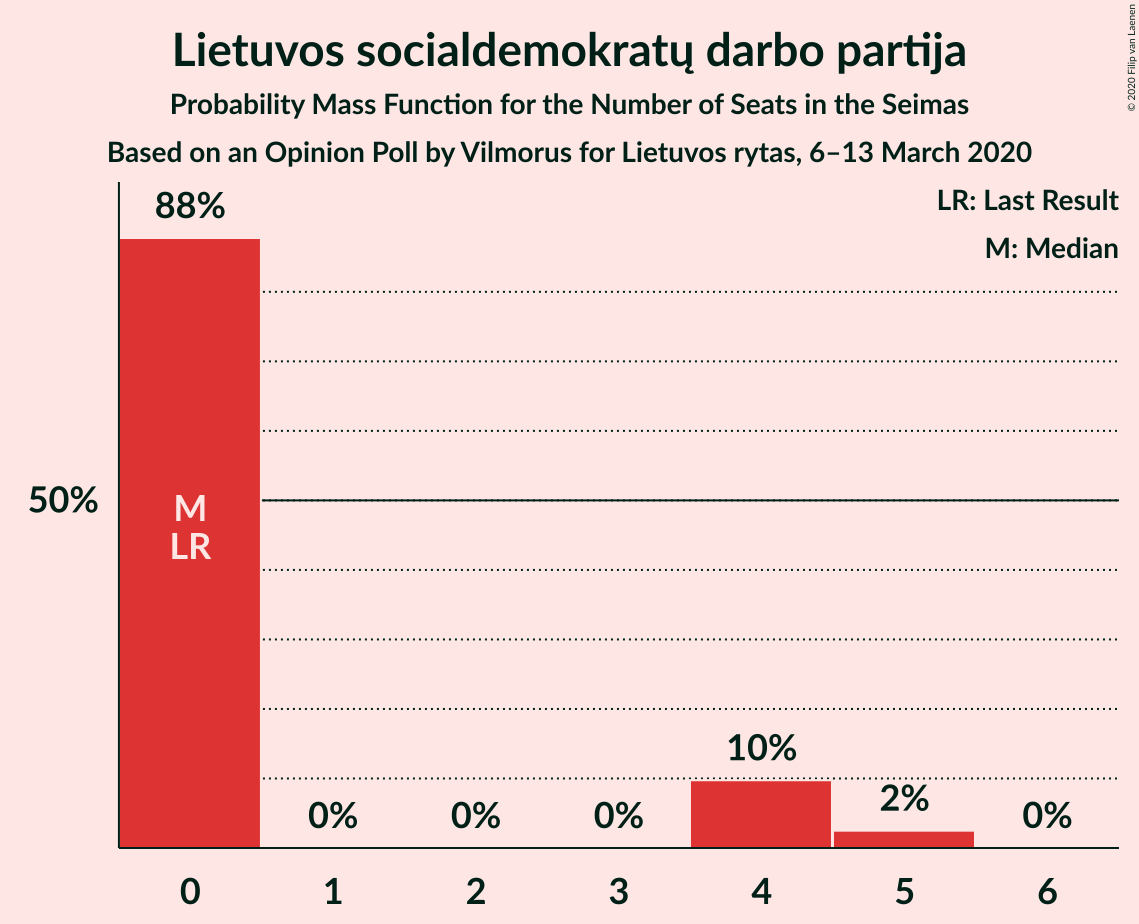 Lietuvos socialdemokratų darbo partija
Probability Mass Function for the Number of Seats in the Seimas
Based on an Opinion Poll by Vilmorus for Lietuvos rytas, 6–13 March 2020
© 2020 Filip van Laenen
LR: Last Result
M: Median
88%
50%
M
LR
0%
0%
0%
10%
2%
0%
0 1 2 3 4 5 6